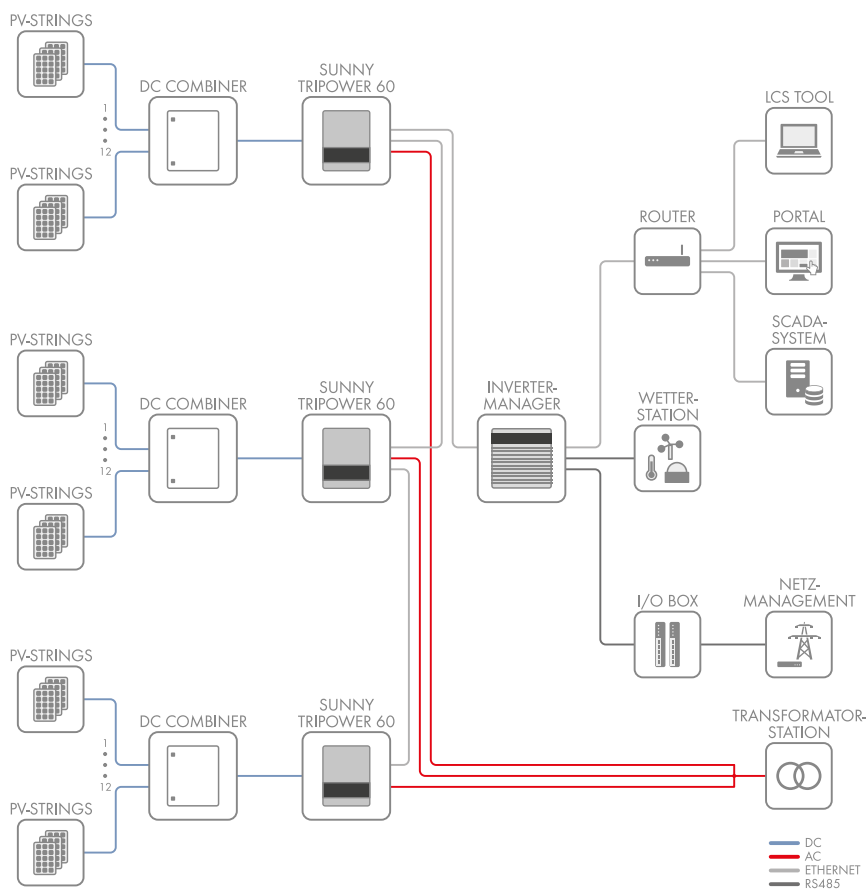 PV-STRINGS
DC COMBINER
SUNNY
TRIPOWER 60
1
12
PV-STRINGS
LCS TOOL
ROUTER
PORTAL
SCADA-
SYSTEM
PV-STRINGS
DC COMBINER
SUNNY
TRIPOWER 60
1
12
PV-STRINGS
INVERTER-
MANAGER
WETTER-
STATION
I/O BOX
NETZ-
MANAGEMENT
PV-STRINGS
DC COMBINER
SUNNY
TRIPOWER 60
1
12
PV-STRINGS
TRANSFORMATOR-
STATION
DC
AC
ETHERNET
RS485